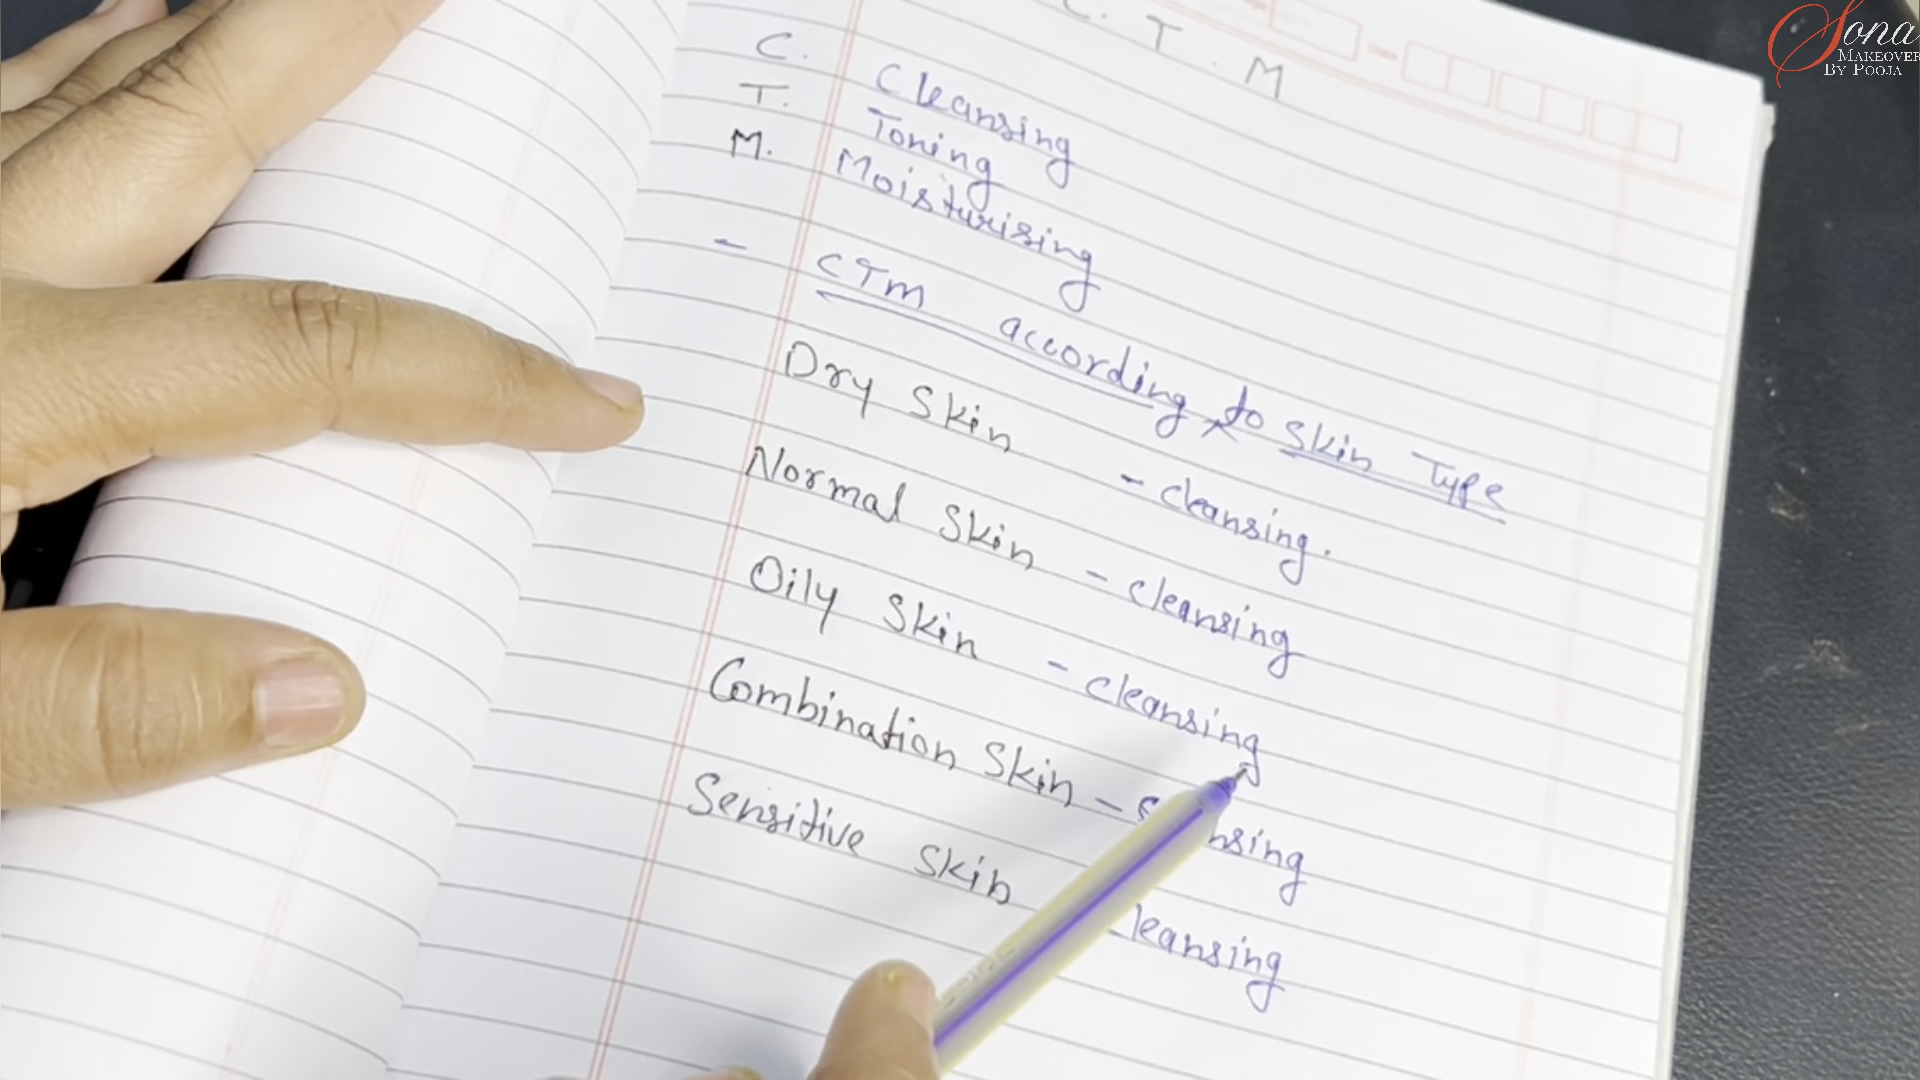 C. T. M
C. Cleansing
T. Toning
M. Moisturising
- CTM according to Skin Type
Dry Skin - cleansing.
Normal Skin - cleansing
Oily Skin - cleansing
Combination Skin -
Sensitive Skin
Sona
MAKEOVER
BY POOJA